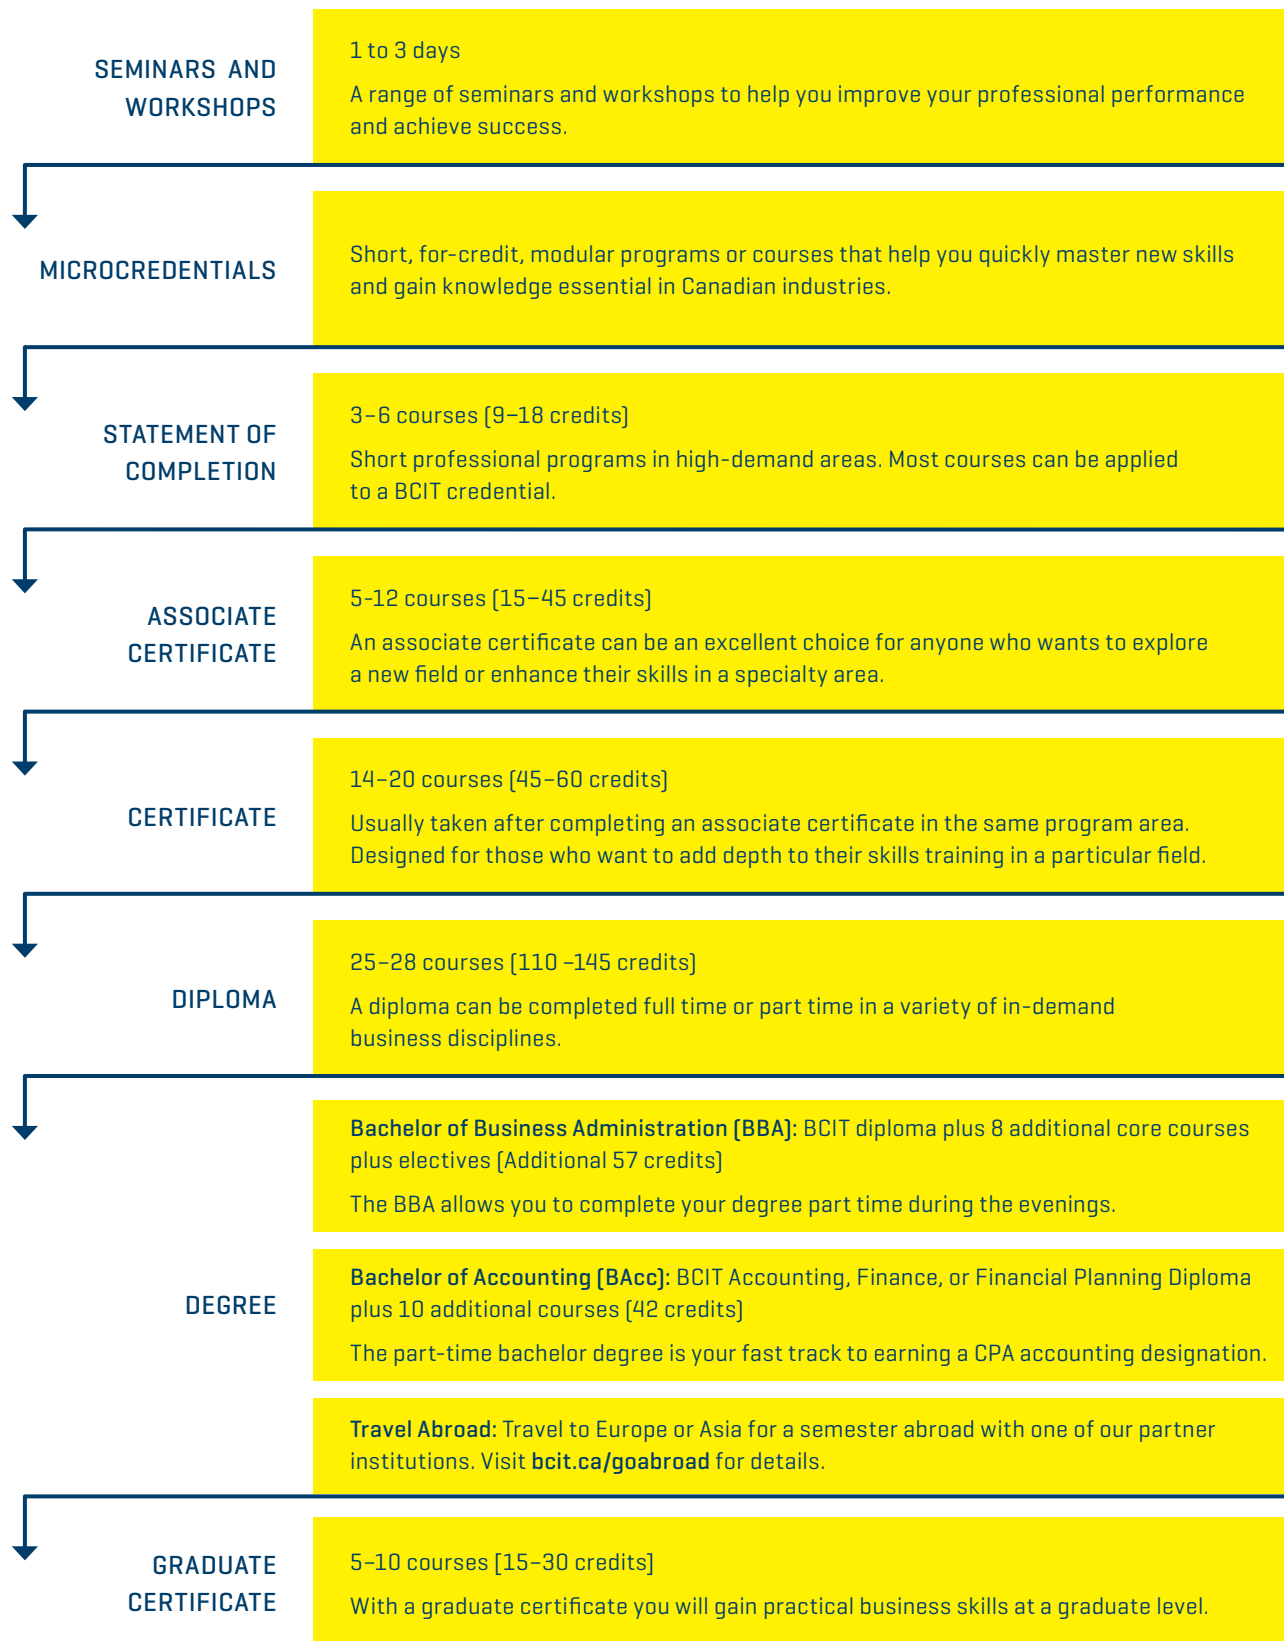 SEMINARS AND
WORKSHOPS
1 to 3 days
A range of seminars and workshops to help you improve your professional performance
and achieve success.
MICROCREDENTIALS
Short, for-credit, modular programs or courses that help you quickly master new skills
and gain knowledge essential in Canadian industries.
STATEMENT OF
COMPLETION
3–6 courses (9–18 credits)
Short professional programs in high-demand areas. Most courses can be applied
to a BCIT credential.
ASSOCIATE
CERTIFICATE
5-12 courses (15–45 credits)
An associate certificate can be an excellent choice for anyone who wants to explore
a new field or enhance their skills in a specialty area.
CERTIFICATE
14–20 courses (45–60 credits)
Usually taken after completing an associate certificate in the same program area.
Designed for those who want to add depth to their skills training in a particular field.
DIPLOMA
25–28 courses (110 –145 credits)
A diploma can be completed full time or part time in a variety of in-demand
business disciplines.
DEGREE
Bachelor of Business Administration (BBA): BCIT diploma plus 8 additional core courses
plus electives (Additional 57 credits)
The BBA allows you to complete your degree part time during the evenings.
Bachelor of Accounting (BAcc): BCIT Accounting, Finance, or Financial Planning Diploma
plus 10 additional courses (42 credits)
The part-time bachelor degree is your fast track to earning a CPA accounting designation.
Travel Abroad: Travel to Europe or Asia for a semester abroad with one of our partner
institutions. Visit bcit.ca/goabroad for details.
GRADUATE
CERTIFICATE
5–10 courses [15–30 credits]
With a graduate certificate you will gain practical business skills at a graduate level.